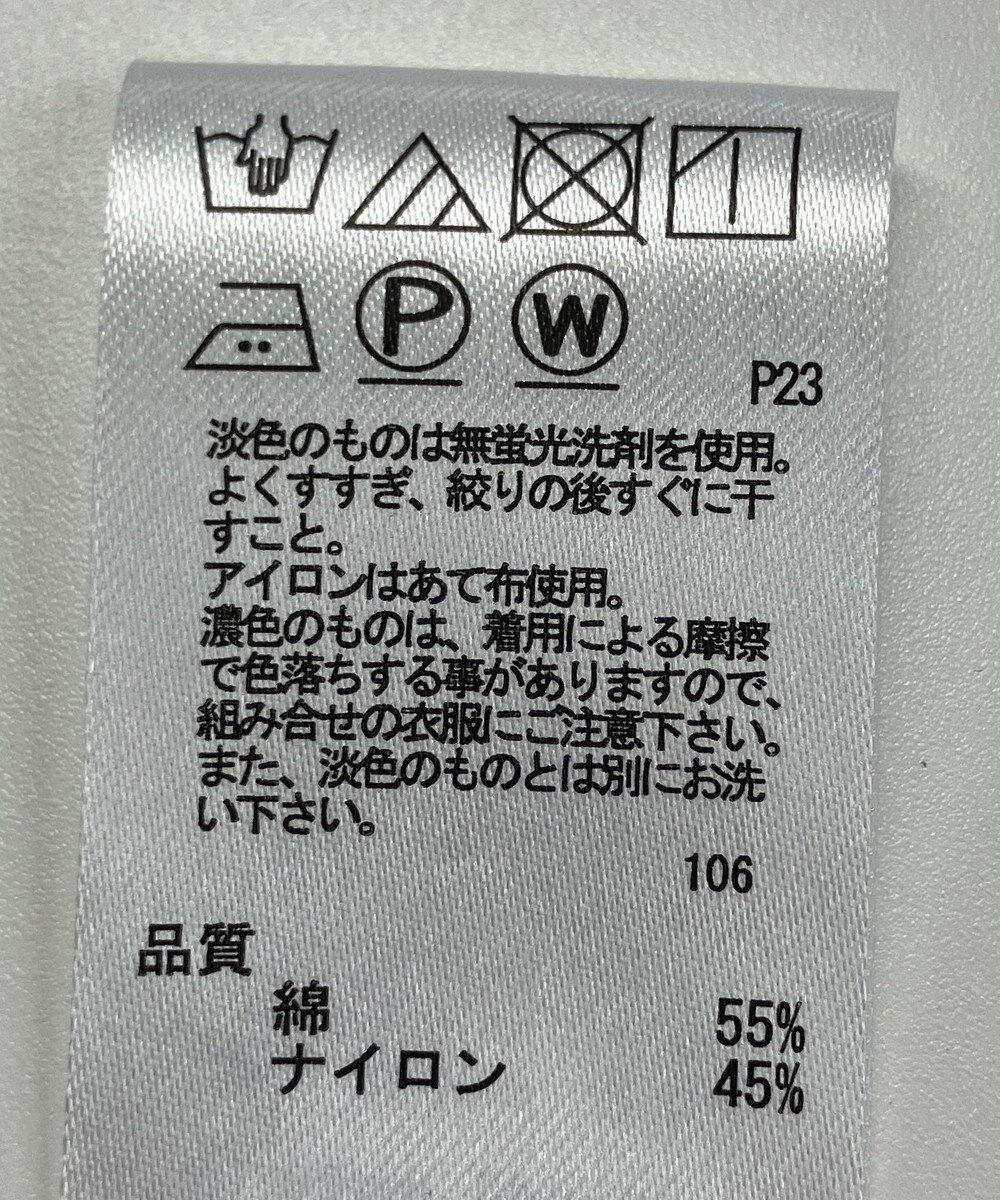 P
W
P23
淡色のものは無蛍光洗剤を使用。
よくすすぎ、絞りの後すぐに干
すこと。
アイロンはあて布使用。
濃色のものは、着用による摩擦
で色落ちする事がありますので、
組み合せの衣服にご注意下さい。
また、淡色のものとは別にお洗
い下さい。
106
品質
綿 55%
ナイロン 45%